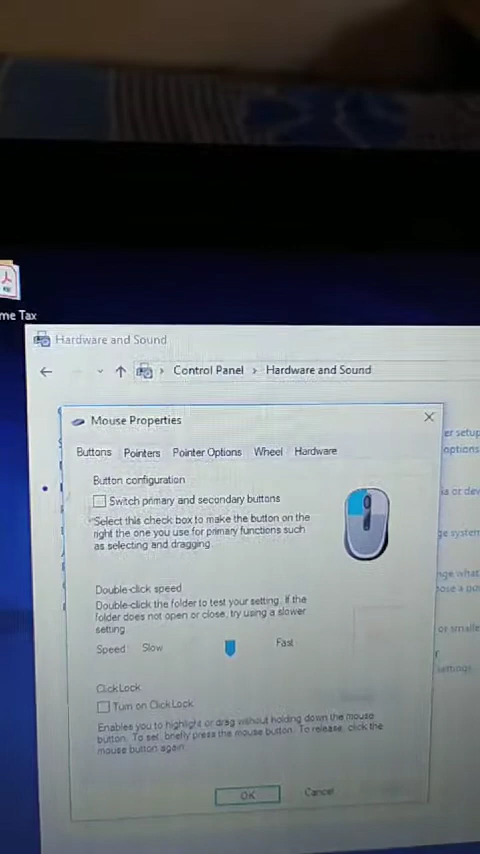 me Tax
Hardware and Sound
Control Panel > Hardware and Sound
Mouse Properties
er setup
options
Buttons Pointers Pointer Options Wheel Hardware
Button configuration
Switch primary and secondary buttons
Select this check box to make the button on the
right the one you use for primary functions such
as selecting and dragging.
ia or dev
ge system
Double-click speed
Double-click the folder to test your setting. If the
folder does not open or close, try using a slower
setting.
nge what
ose a po
or smalle
Speed: Slow Fast
settings
ClickLock
Turn on ClickLock
Enables you to highlight or drag without holding down the mouse
button. To set, briefly press the mouse button. To release, click the
mouse button again.
OK Cancel